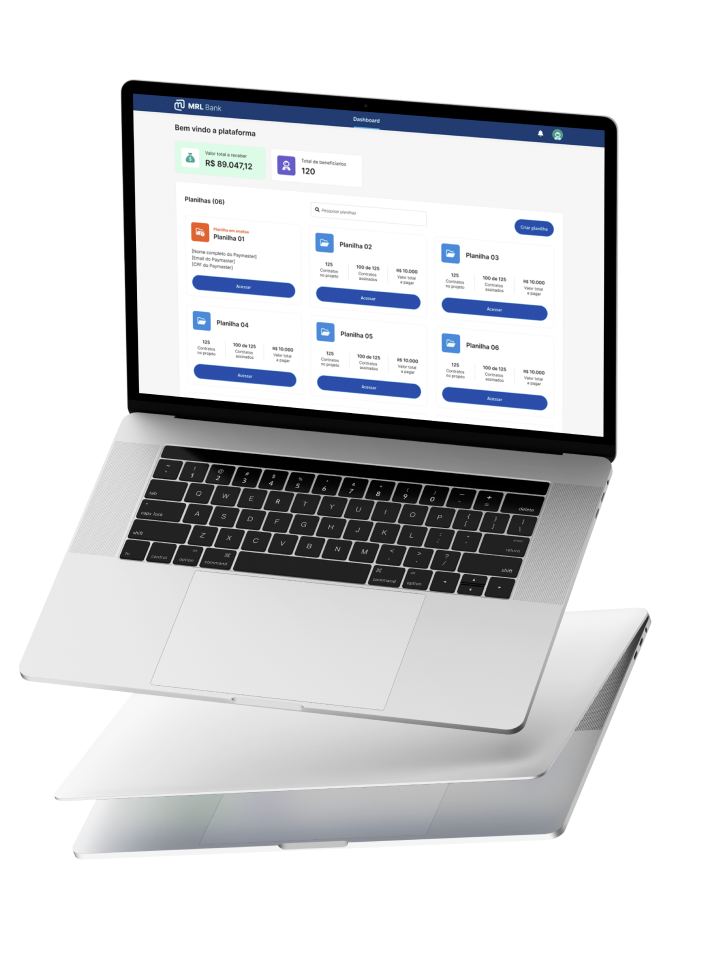 MRL Bank
Dashboard
Bem vindo a plataforma
Valor total a receber
R$ 89.047,12
Total de beneficiarios
120
Planilhas (06)
Pesquisar planilhas
Criar planilha
Planilha em análise
Planilha 01
[Nome completo do Paymaster]
[Email do Paymaster]
[CPF do Paymaster]
Acessar
Planilha 02
125
Contratos
no projeto
100 de 125
Contratos
assinados
R$ 10.000
Valor total
a pagar
Acessar
Planilha 03
125
Contratos
no projeto
100 de 125
Contratos
assinados
R$ 10.000
Valor total
a pagar
Acessar
Planilha 04
125
Contratos
no projeto
100 de 125
Contratos
assinados
R$ 10.000
Valor total
a pagar
Acessar
Planilha 05
125
Contratos
no projeto
100 de 125
Contratos
assinados
R$ 10.000
Valor total
a pagar
Acessar
Planilha 06
125
Contratos
no projeto
100 de 125
Contratos
assinados
R$ 10.000
Valor total
a pagar
Acessar
1 2 3 4 5 6 7 8 9 0 delete
tab Q W E R T Y U I O P
caps lock A S D F G H J K L return
shift Z X C V B N M shift
fn control option command command option